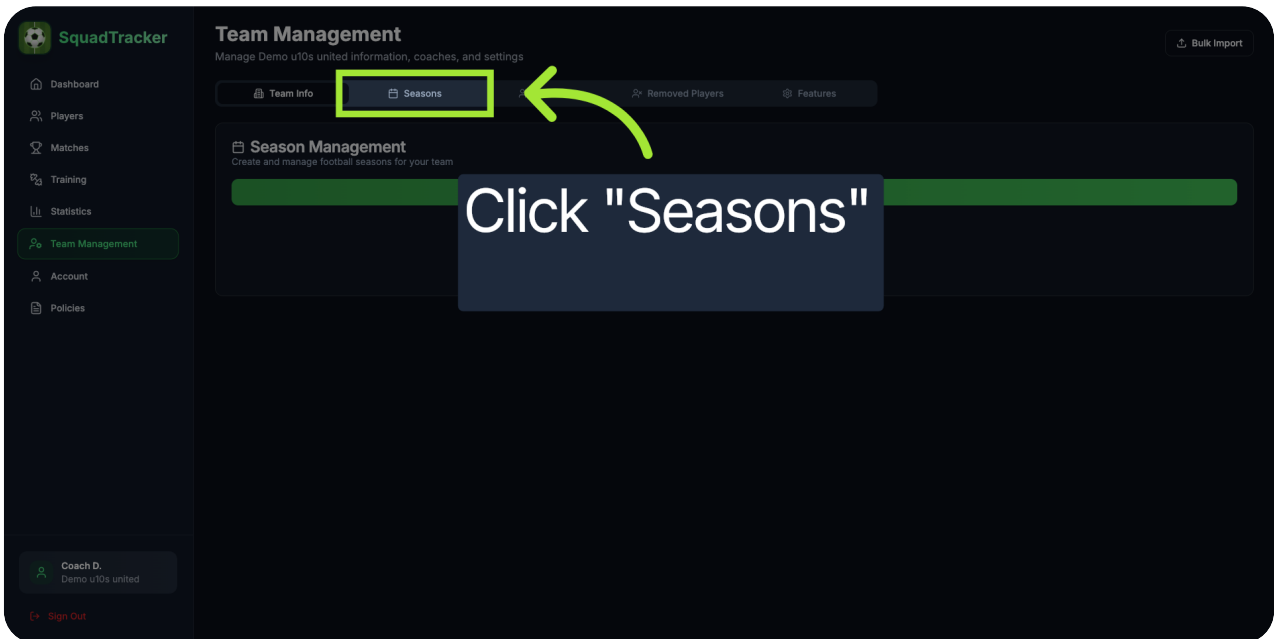 SquadTracker
Dashboard
Players
Matches
Training
Statistics
Team Management
Account
Policies
Coach D.
Demo u10s united
Sign Out
Team Management
Manage Demo u10s united information, coaches, and settings
Bulk Import
Team Info
Seasons
Removed Players
Features
Season Management
Create and manage football seasons for your team
Click "Seasons"